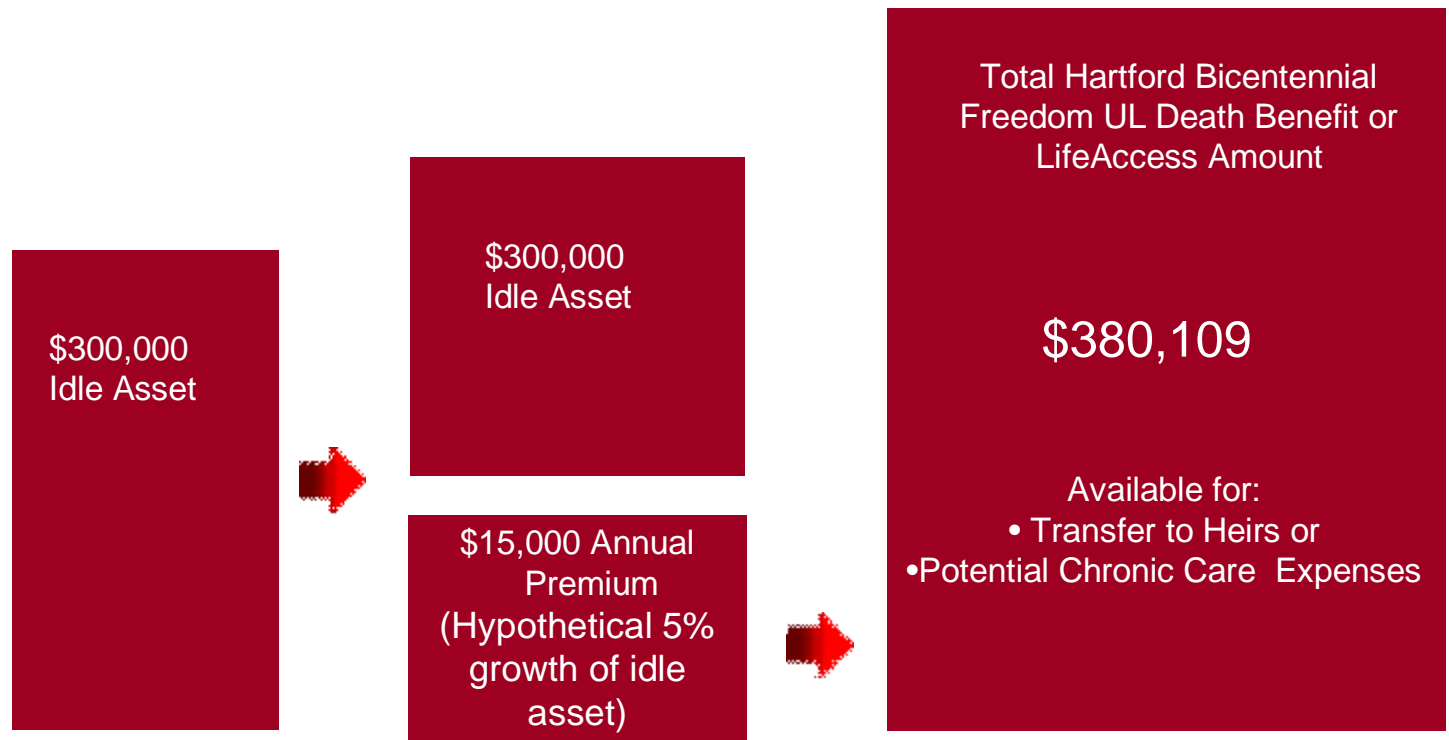 $300,000
Idle Asset
$300,000
Idle Asset
$15,000 Annual
Premium
(Hypothetical 5%
growth of idle
asset)
Total Hartford Bicentennial
Freedom UL Death Benefit or
LifeAccess Amount
$380,109
Available for:
• Transfer to Heirs or
•Potential Chronic Care Expenses